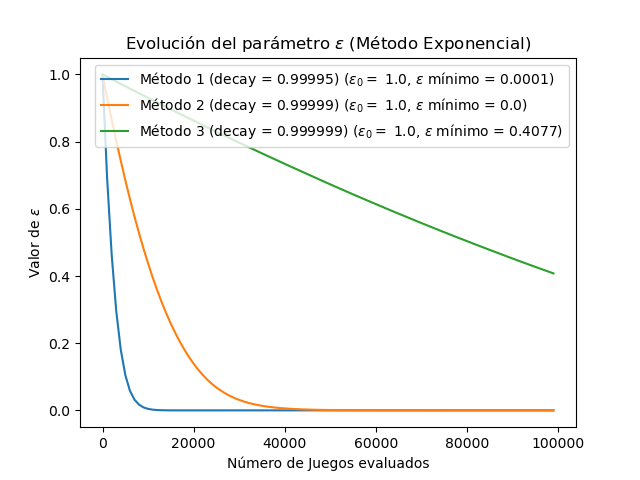 Evolución del parámetro ε (Método Exponencial)
Método 1 (decay = 0.99995) (ε₀ = 1.0, ε mínimo = 0.0001)
Método 2 (decay = 0.99999) (ε₀ = 1.0, ε mínimo = 0.0)
Método 3 (decay = 0.999999) (ε₀ = 1.0, ε mínimo = 0.4077)
Valor de ε
1.0
0.8
0.6
0.4
0.2
0.0
0 20000 40000 60000 80000 100000
Número de Juegos evaluados